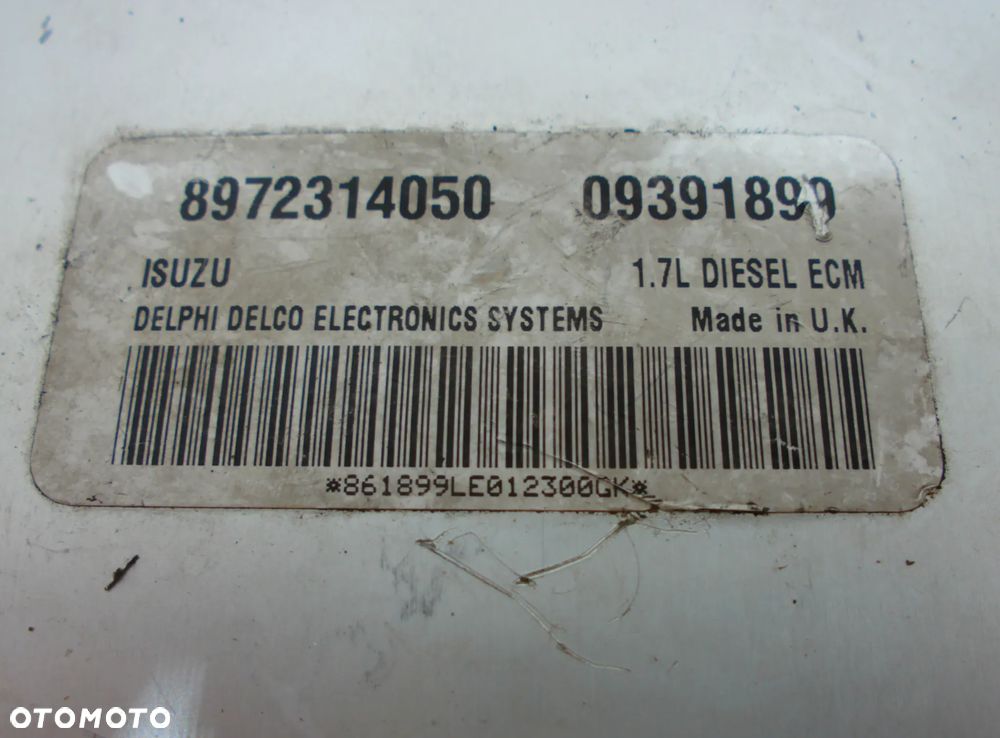 8972314050 09391899
ISUZU 1.7L DIESEL ECM
DELPHI DELCO ELECTRONICS SYSTEMS Made in U.K.
*861899LE012300GK*
OTOMOTO